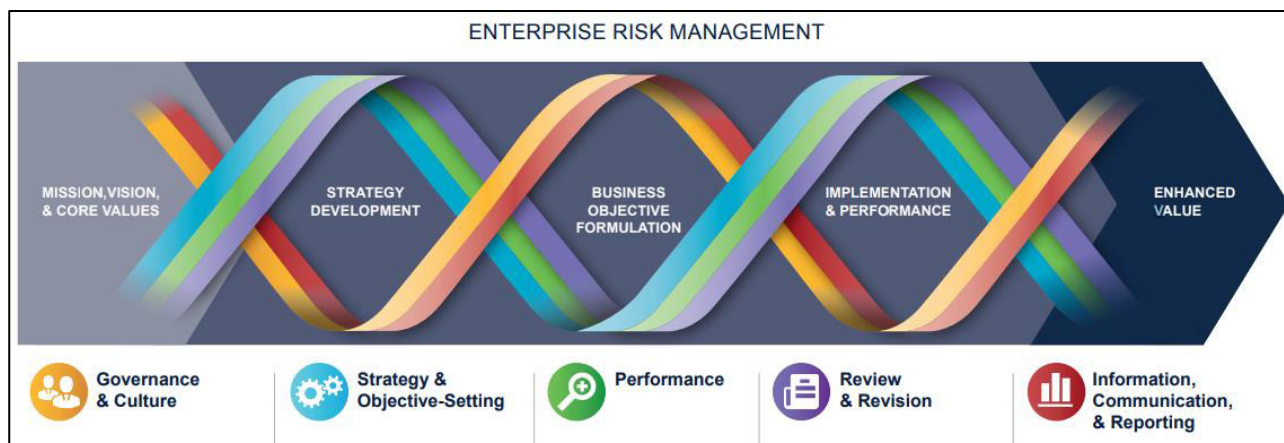 ENTERPRISE RISK MANAGEMENT
MISSION,VISION,
& CORE VALUES
STRATEGY
DEVELOPMENT
BUSINESS
OBJECTIVE
FORMULATION
IMPLEMENTATION
& PERFORMANCE
ENHANCED
VALUE
Governance
& Culture
Strategy &
Objective-Setting
Performance
Review
& Revision
Information,
Communication,
& Reporting